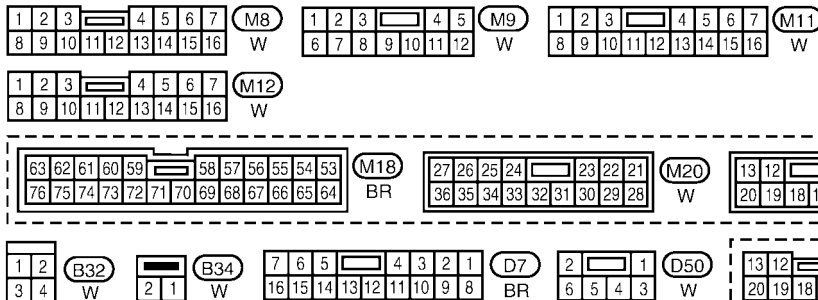 1 2 3 4 5 6 7 M8 1 2 3 4 5 M9 1 2 3 4 5 6 7 M11
8 9 10 11 12 13 14 15 16 W 6 7 8 9 10 11 12 W 8 9 10 11 12 13 14 15 16 W
1 2 3 4 5 6 7 M12
8 9 10 11 12 13 14 15 16 W
63 62 61 60 59 58 57 56 55 54 53 M18 27 26 25 24 23 22 21 M20 13 12
76 75 74 73 72 71 70 69 68 67 66 65 64 BR 36 35 34 33 32 31 30 29 28 W 20 19 18
1 2 B32 B34 7 6 5 4 3 2 1 D7 2 1 D50 13 12
3 4 W 2 1 W 16 15 14 13 12 11 10 9 8 BR 6 5 4 3 W 20 19 18